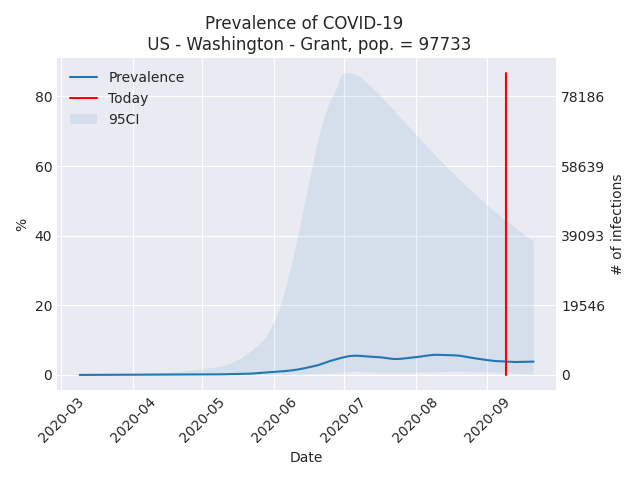 Prevalence of COVID-19
US - Washington - Grant, pop. = 97733
Prevalence
Today
95CI
%
80
60
40
20
0
78186
58639
39093
19546
0
# of infections
2020-03
2020-04
2020-05
2020-06
2020-07
2020-08
2020-09
Date